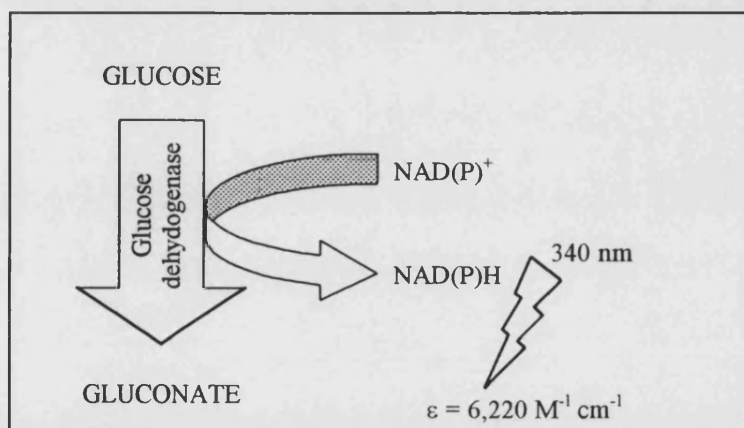 GLUCOSE
Glucose
dehydogenase
NAD(P)⁺
NAD(P)H
340 nm
GLUCONATE
ε = 6,220 M⁻¹ cm⁻¹